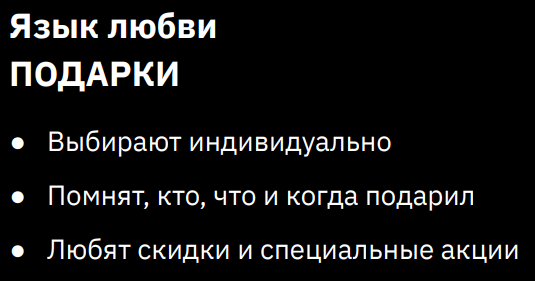 Язык любви
ПОДАРКИ
● Выбирают индивидуально
● Помнят, кто, что и когда подарил
● Любят скидки и специальные акции